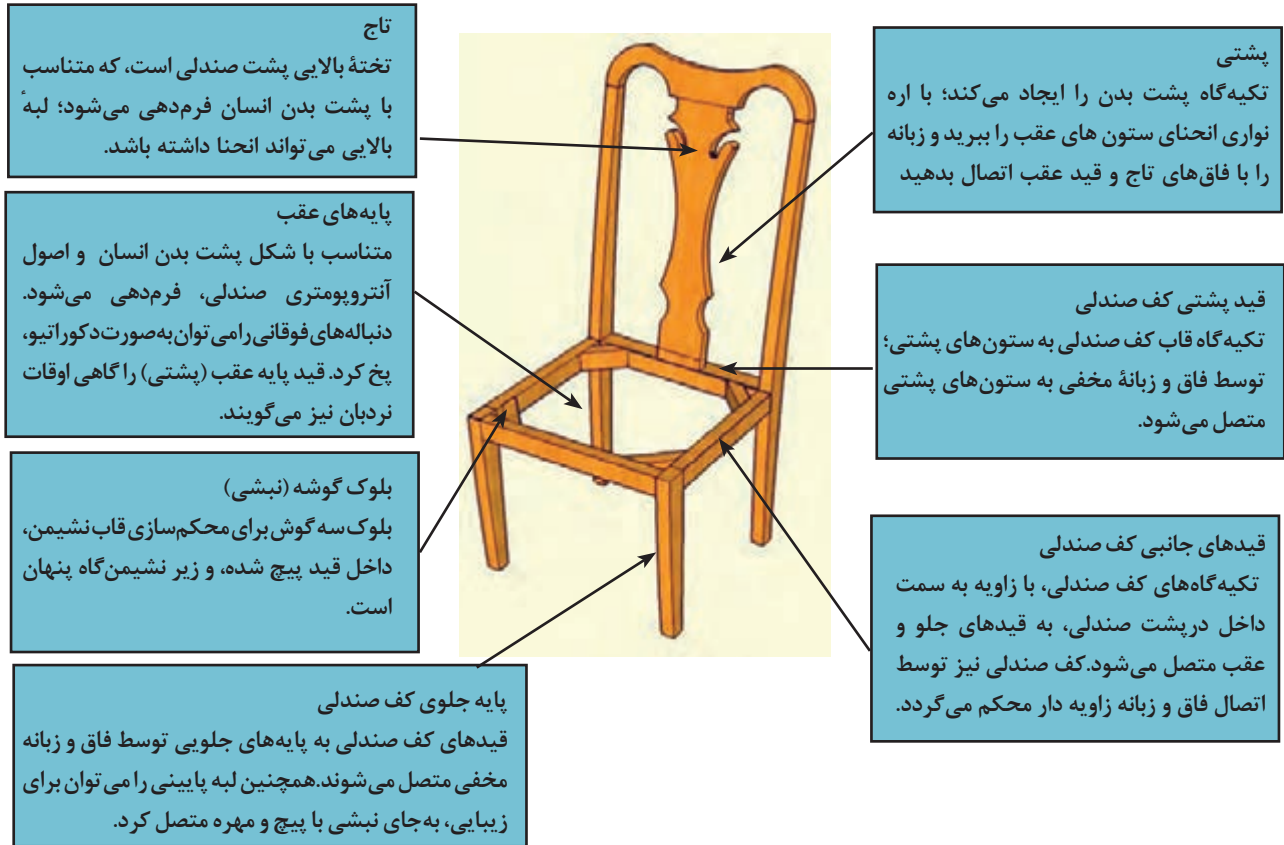 تاج
تختهٔ بالایی پشت صندلی است، که متناسب
با پشت بدن انسان فرم‌دهی می‌شود؛ لبهٔ
بالایی می‌تواند انحنا داشته باشد.
پایه‌های عقب
متناسب با شکل پشت بدن انسان و اصول
آنتروپومتری صندلی، فرم‌دهی می‌شود.
دنباله‌های فوقانی رامی‌توان به‌صورت دکوراتیو،
پخ کرد. قید پایه عقب (پشتی) را گاهی اوقات
نردبان نیز می‌گویند.
بلوک گوشه (نبشی)
بلوک سه گوش برای محکم‌سازی قاب نشیمن،
داخل قید پیچ شده، و زیر نشیمن‌گاه پنهان
است.
پایه جلوی کف صندلی
قیدهای کف صندلی به پایه‌های جلویی توسط فاق و زبانه
مخفی متصل می‌شوند.همچنین لبه پایینی را می‌توان برای
زیبایی، به‌جای نبشی با پیچ و مهره متصل کرد.
پشتی
تکیه‌گاه پشت بدن را ایجاد می‌کند؛ با اره
نواری انحنای ستون های عقب را ببرید و زبانه
را با فاق‌های تاج و قید عقب اتصال بدهید
قید پشتی کف صندلی
تکیه‌گاه قاب کف صندلی به ستون‌های پشتی؛
توسط فاق و زبانهٔ مخفی به ستون‌های پشتی
متصل می‌شود.
قیدهای جانبی کف صندلی
تکیه‌گاه‌های کف صندلی، با زاویه به سمت
داخل درپشت صندلی، به قیدهای جلو و
عقب متصل می‌شود.کف صندلی نیز توسط
اتصال فاق و زبانه زاویه دار محکم می‌گردد.